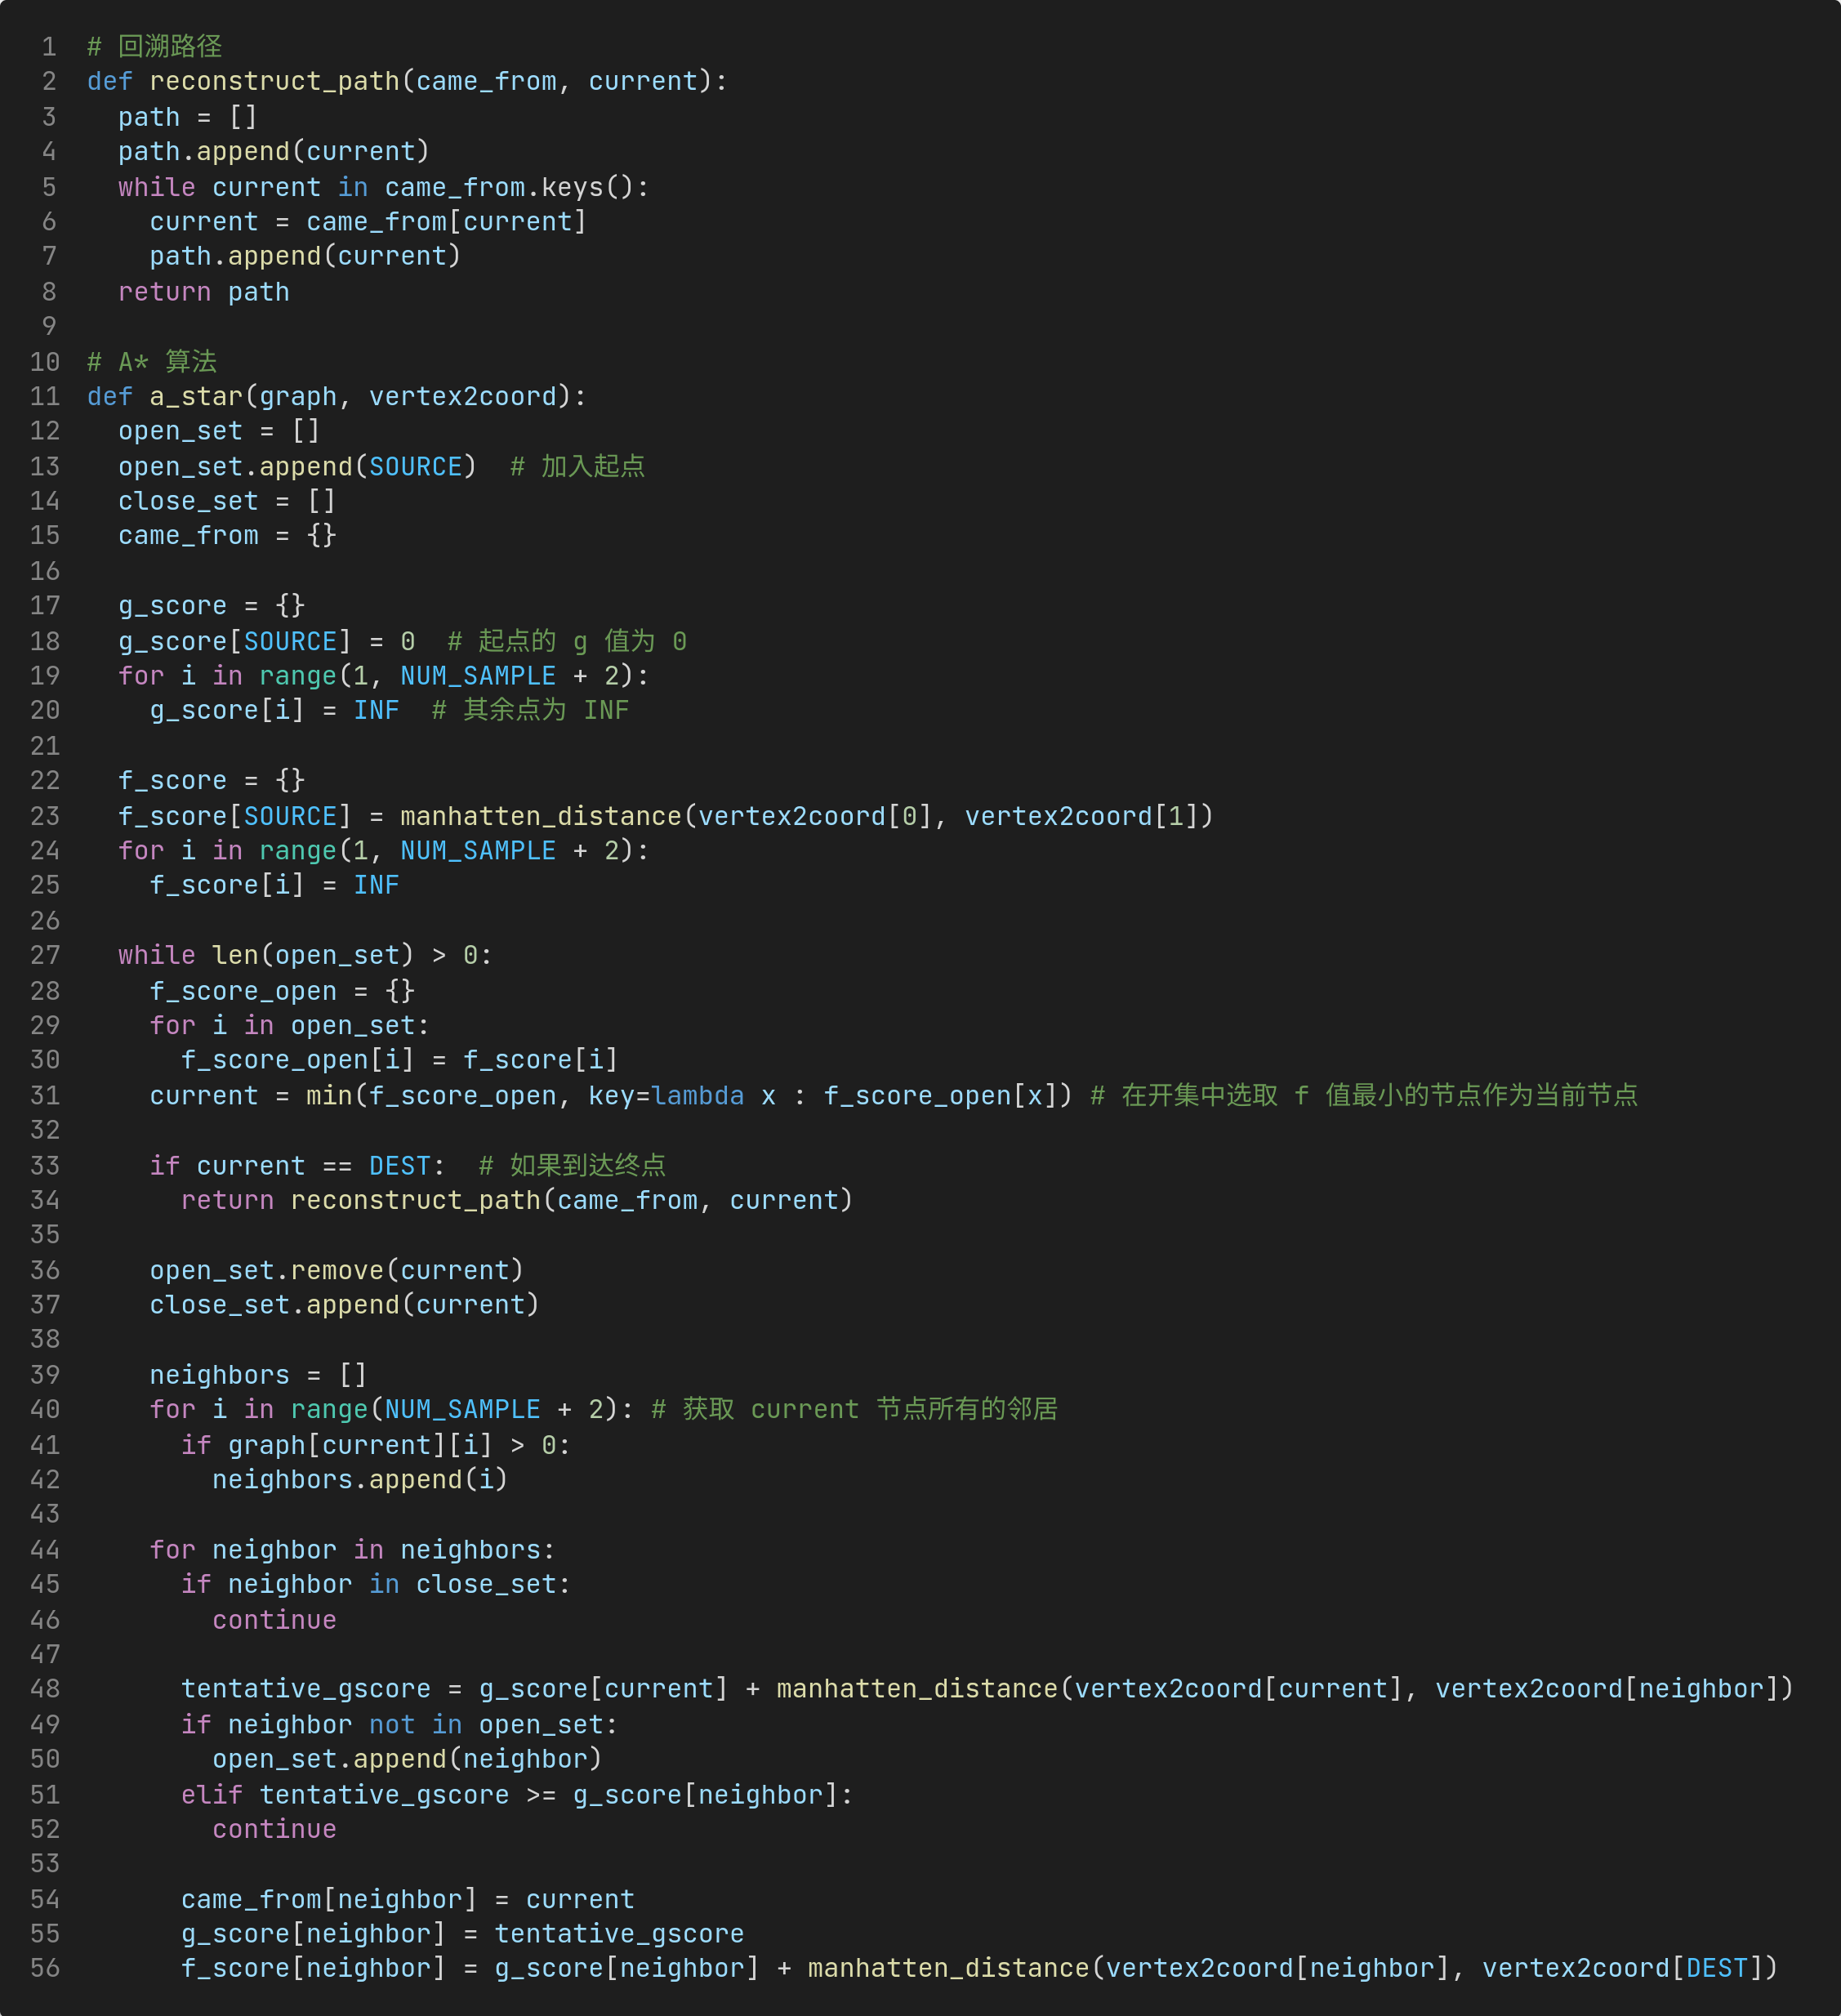 1 # 回溯路径
2 def reconstruct_path(came_from, current):
3   path = []
4   path.append(current)
5   while current in came_from.keys():
6     current = came_from[current]
7     path.append(current)
8   return path
9
10 # A* 算法
11 def a_star(graph, vertex2coord):
12   open_set = []
13   open_set.append(SOURCE)  # 加入起点
14   close_set = []
15   came_from = {}
16
17   g_score = {}
18   g_score[SOURCE] = 0  # 起点的 g 值为 0
19   for i in range(1, NUM_SAMPLE + 2):
20     g_score[i] = INF  # 其余点为 INF
21
22   f_score = {}
23   f_score[SOURCE] = manhatten_distance(vertex2coord[0], vertex2coord[1])
24   for i in range(1, NUM_SAMPLE + 2):
25     f_score[i] = INF
26
27   while len(open_set) > 0:
28     f_score_open = {}
29     for i in open_set:
30       f_score_open[i] = f_score[i]
31     current = min(f_score_open, key=lambda x : f_score_open[x]) # 在开集中选取 f 值最小的节点作为当前节点
32
33     if current == DEST:  # 如果到达终点
34       return reconstruct_path(came_from, current)
35
36     open_set.remove(current)
37     close_set.append(current)
38
39     neighbors = []
40     for i in range(NUM_SAMPLE + 2): # 获取 current 节点所有的邻居
41       if graph[current][i] > 0:
42         neighbors.append(i)
43
44     for neighbor in neighbors:
45       if neighbor in close_set:
46         continue
47
48       tentative_gscore = g_score[current] + manhatten_distance(vertex2coord[current], vertex2coord[neighbor])
49       if neighbor not in open_set:
50         open_set.append(neighbor)
51       elif tentative_gscore >= g_score[neighbor]:
52         continue
53
54       came_from[neighbor] = current
55       g_score[neighbor] = tentative_gscore
56       f_score[neighbor] = g_score[neighbor] + manhatten_distance(vertex2coord[neighbor], vertex2coord[DEST])